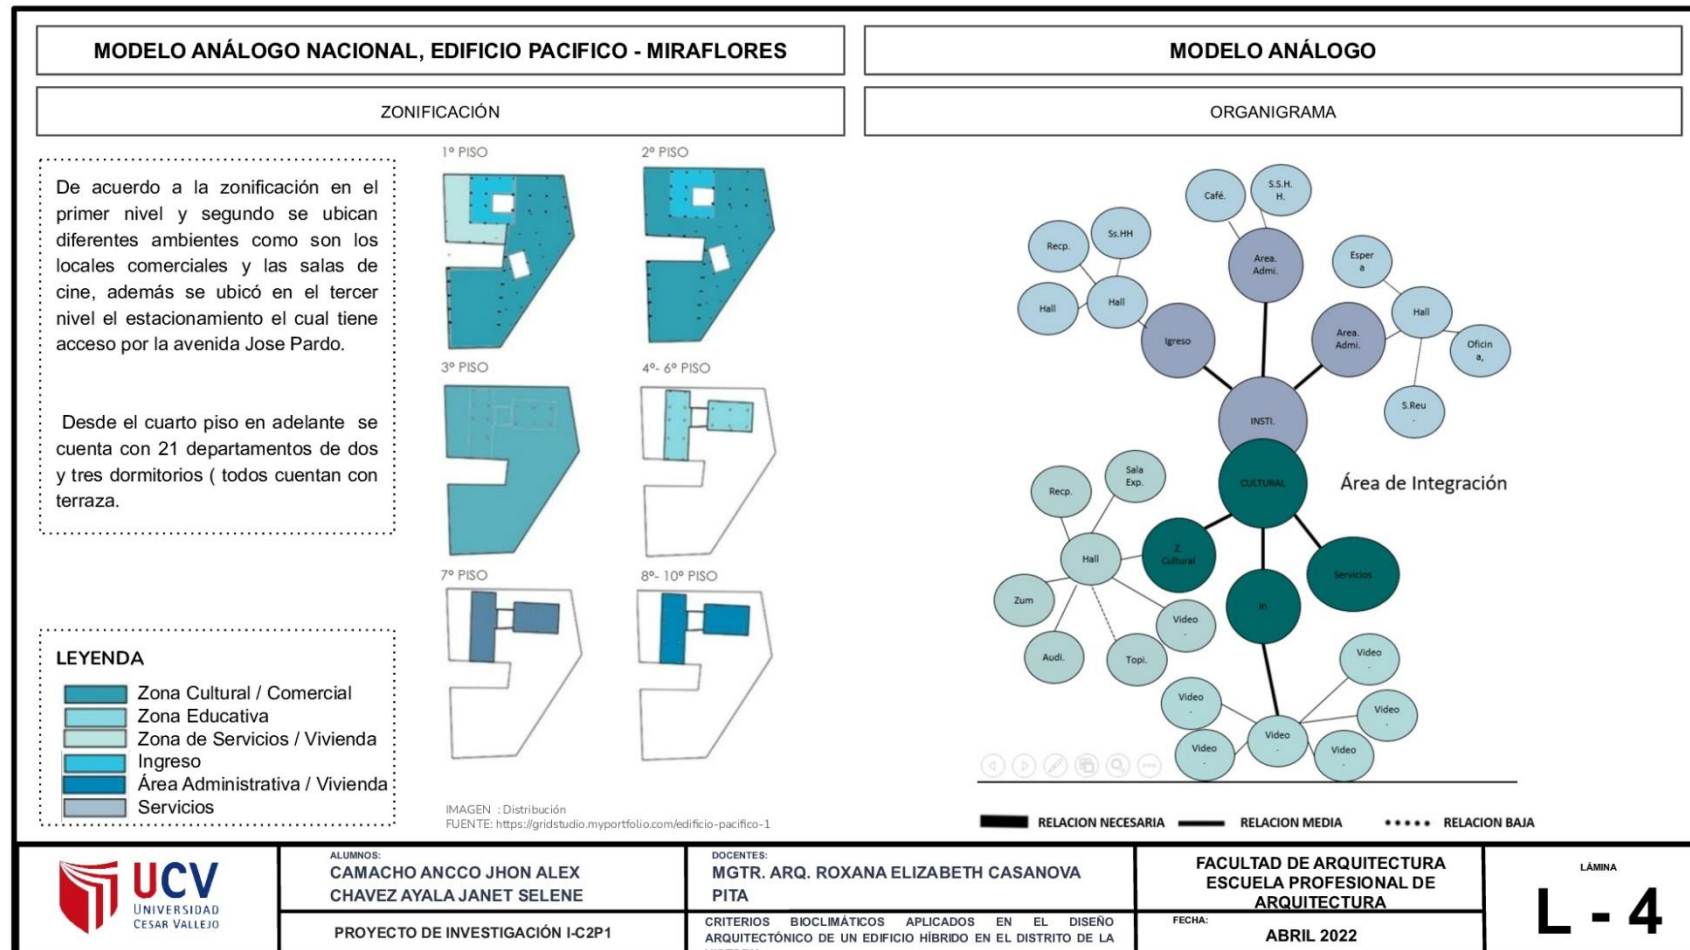 MODELO ANÁLOGO NACIONAL, EDIFICIO PACIFICO - MIRAFLORES
ZONIFICACIÓN
De acuerdo a la zonificación en el
primer nivel y segundo se ubican
diferentes ambientes como son los
locales comerciales y las salas de
cine, además se ubicó en el tercer
nivel el estacionamiento el cual tiene
acceso por la avenida Jose Pardo.
Desde el cuarto piso en adelante se
cuenta con 21 departamentos de dos
y tres dormitorios ( todos cuentan con
terraza.
LEYENDA
Zona Cultural / Comercial
Zona Educativa
Zona de Servicios / Vivienda
Ingreso
Área Administrativa / Vivienda
Servicios
1º PISO
2º PISO
3º PISO
4º- 6º PISO
7º PISO
8º- 10º PISO
IMAGEN : Distribución
FUENTE: https://gridstudio.myportfolio.com/edificio-pacifico-1
MODELO ANÁLOGO
ORGANIGRAMA
Café.
S.S.H.
H.
Recp.
Ss.HH
Area.
Admi.
Esper
a
Hall
Hall
Hall
Igreso
Area.
Admi.
Oficin
a,
S.Reu
.
INSTI.
CULTURAL
Área de Integración
Recp.
Sala
Exp.
Hall
Z.
Cultural
Servicios
Zum
In
Video
.
Audi.
Topi.
Video
.
Video
.
Video
.
Video
.
Video
.
Video
.
RELACION NECESARIA
RELACION MEDIA
RELACION BAJA
UCV
UNIVERSIDAD
CESAR VALLEJO
ALUMNOS:
CAMACHO ANCCO JHON ALEX
CHAVEZ AYALA JANET SELENE
PROYECTO DE INVESTIGACIÓN I-C2P1
DOCENTES:
MGTR. ARQ. ROXANA ELIZABETH CASANOVA
PITA
CRITERIOS BIOCLIMÁTICOS APLICADOS EN EL DISEÑO
ARQUITECTÓNICO DE UN EDIFICIO HÍBRIDO EN EL DISTRITO DE LA
FACULTAD DE ARQUITECTURA
ESCUELA PROFESIONAL DE
ARQUITECTURA
FECHA:
ABRIL 2022
LÁMINA
L - 4